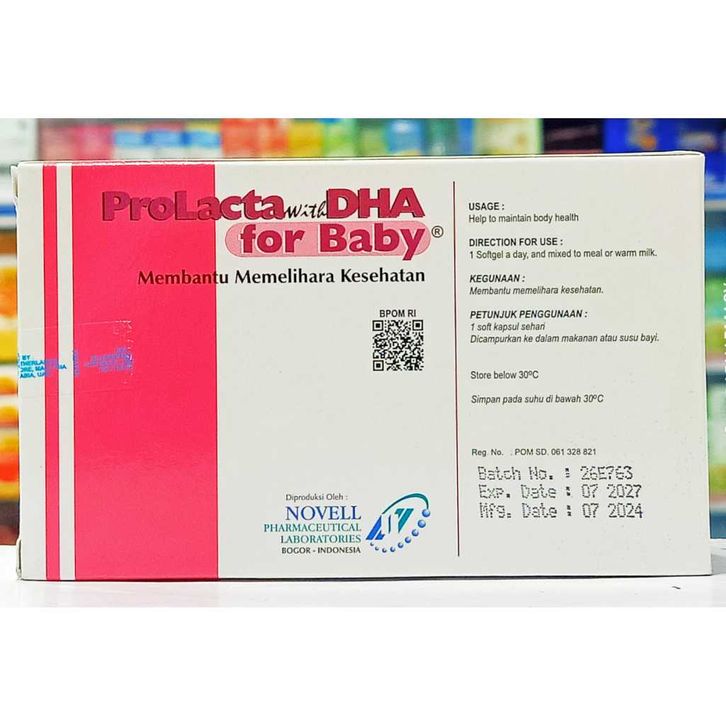 ProLacta with DHA
for Baby®
Membantu Memelihara Kesehatan
BPOM RI
BY
Diproduksi Oleh :
NOVELL
PHARMACEUTICAL
LABORATORIES
BOGOR - INDONESIA
USAGE :
Help to maintain body health
DIRECTION FOR USE :
1 Softgel a day, and mixed to meal or warm milk.
KEGUNAAN :
Membantu memelihara kesehatan.
PETUNJUK PENGGUNAAN :
1 soft kapsul sehari
Dicampurkan ke dalam makanan atau susu bayi.
Store below 30ºC
Simpan pada suhu di bawah 30ºC
Reg. No. : POM SD. 061 328 821
Batch No. : 26E763
Exp. Date : 07 2027
Mfg. Date : 07 2024